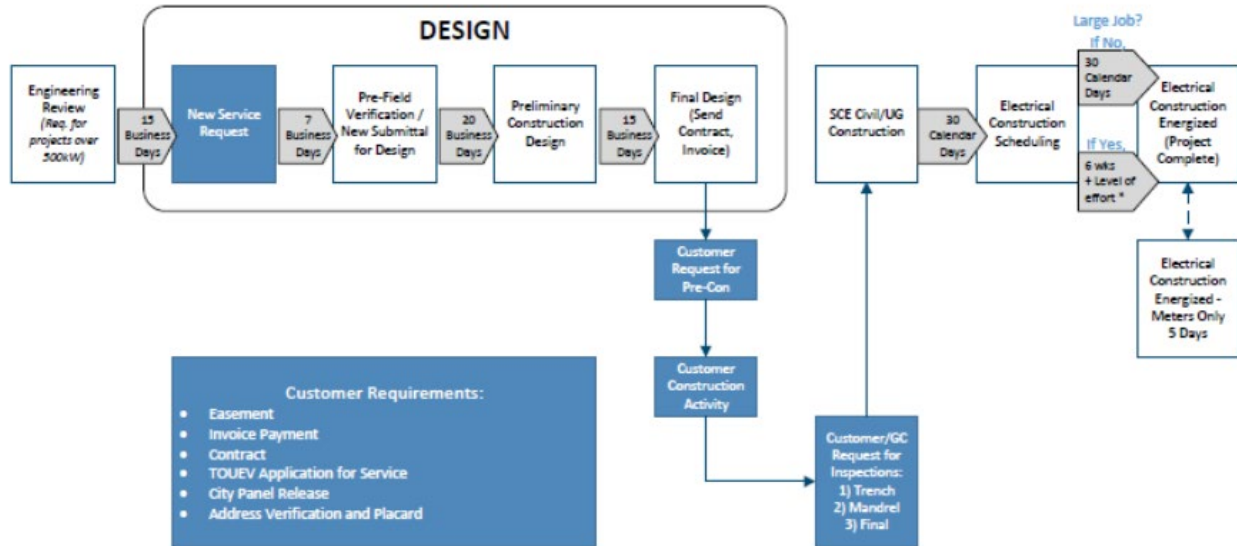 DESIGN
Engineering
Review
(Req. for
projects over
500kW)
15
Business
Days
New Service
Request
7
Business
Days
Pre-Field
Verification /
New Submittal
for Design
20
Business
Days
Preliminary
Construction
Design
15
Business
Days
Final Design
(Send
Contract,
Invoice)
Customer
Request for
Pre-Con
Customer
Construction
Activity
Customer/GC
Request for
Inspections:
1) Trench
2) Mandrel
3) Final
SCE Civil/UG
Construction
30
Calendar
Days
Electrical
Construction
Scheduling
Large Job?
If No,
30
Calendar
Days
If Yes,
6 wks
+ Level of
effort *
Electrical
Construction
Energized
(Project
Complete)
Electrical
Construction
Energized -
Meters Only
5 Days
Customer Requirements:
• Easement
• Invoice Payment
• Contract
• TOUEV Application for Service
• City Panel Release
• Address Verification and Placard